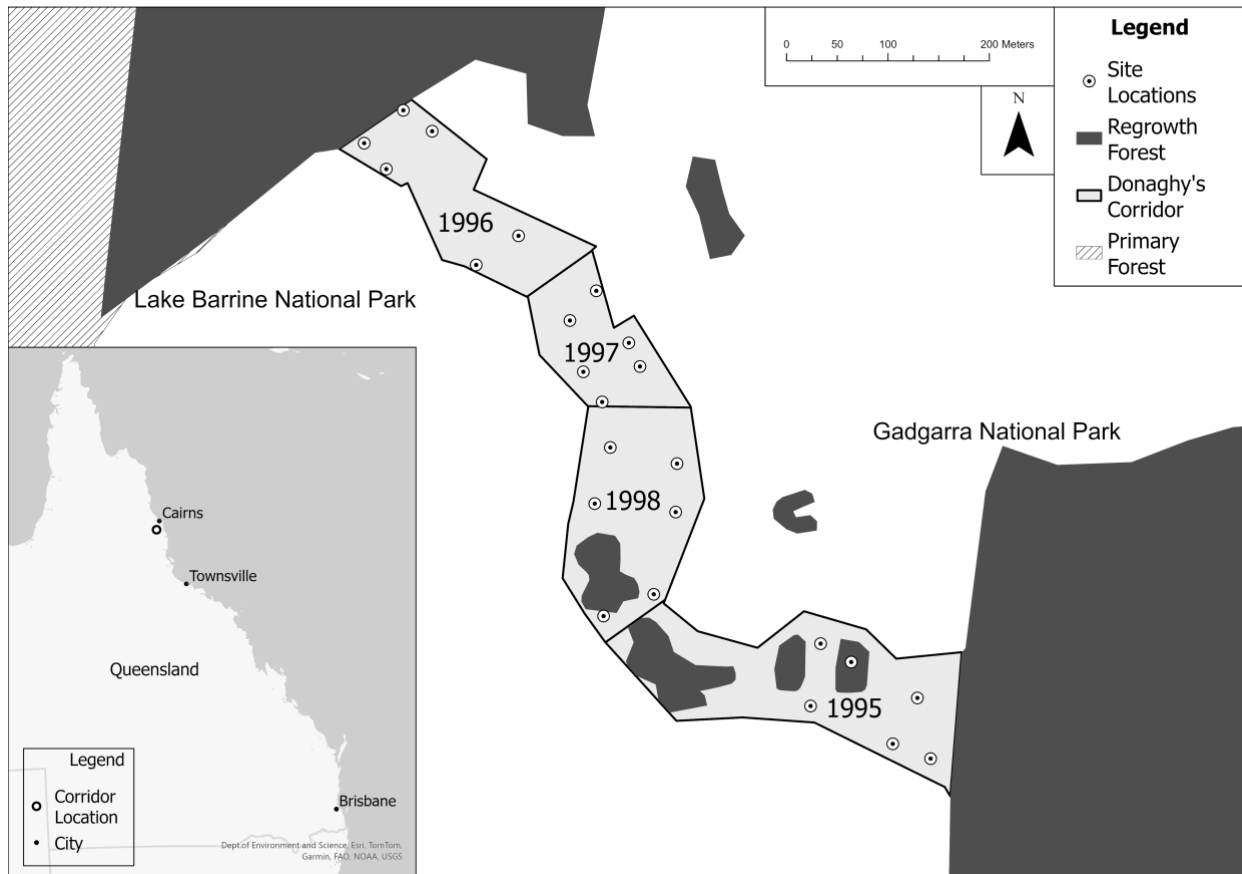 0 50 100 200 Meters
N
Legend
Site
Locations
Regrowth
Forest
Donaghy's
Corridor
Primary
Forest
1996
Lake Barrine National Park
1997
Gadgarra National Park
1998
1995
Cairns
Townsville
Queensland
Brisbane
Legend
Corridor
Location
City
Dept.of Environment and Science, Esri, TomTom,
Garmin, FAO, NOAA, USGS